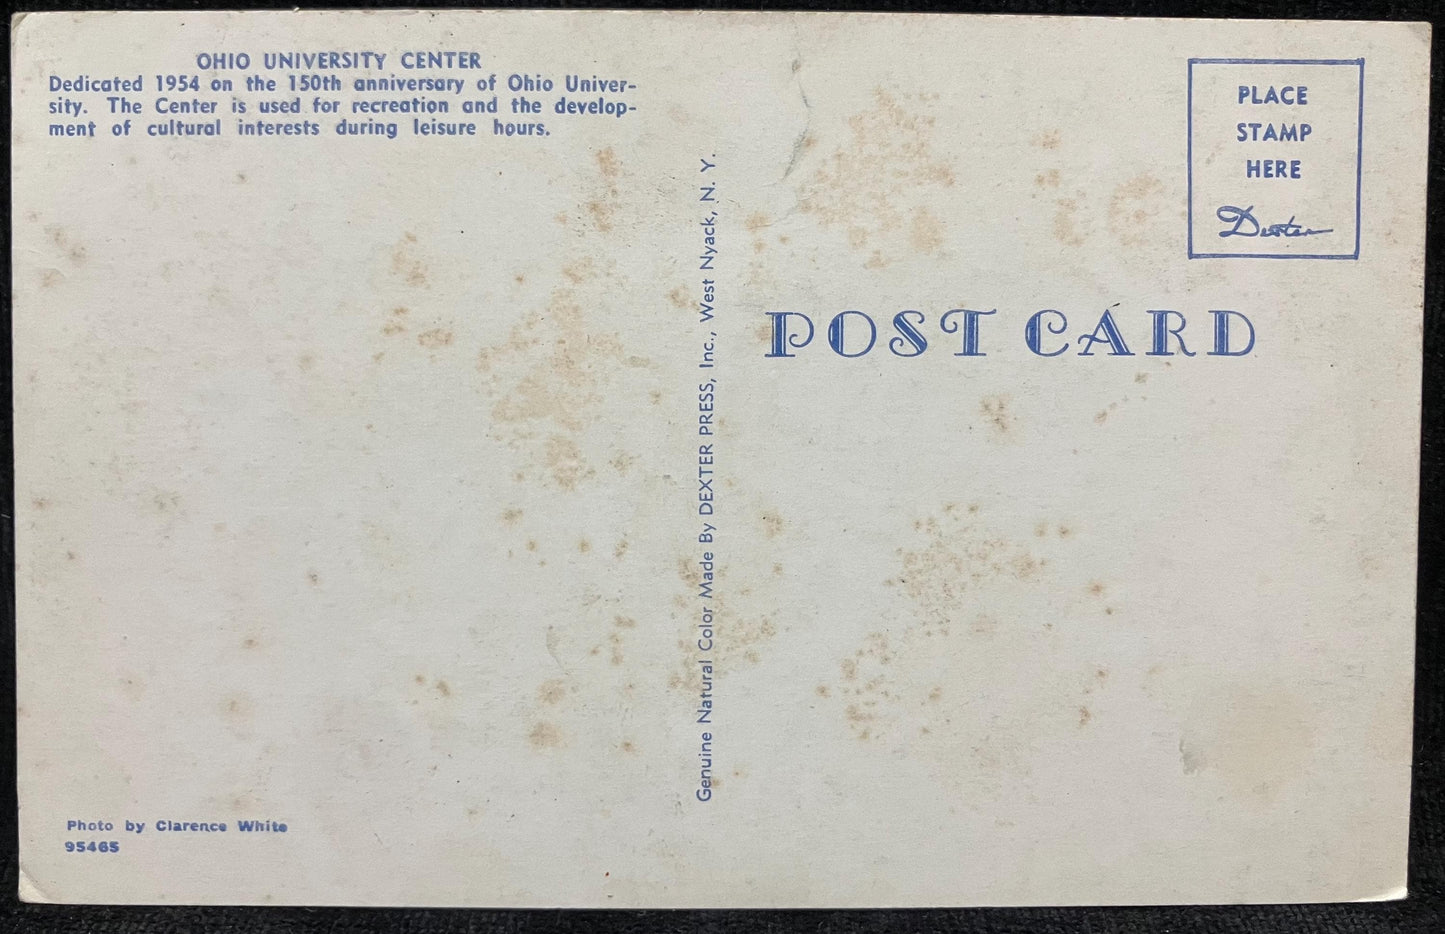 OHIO UNIVERSITY CENTER
Dedicated 1954 on the 150th anniversary of Ohio Univer-
sity. The Center is used for recreation and the develop-
ment of cultural interests during leisure hours.
Photo by Clarence White
95465
Genuine Natural Color Made By DEXTER PRESS, Inc., West Nyack, N. Y.
PLACE
STAMP
HERE
Dexter
POST CARD